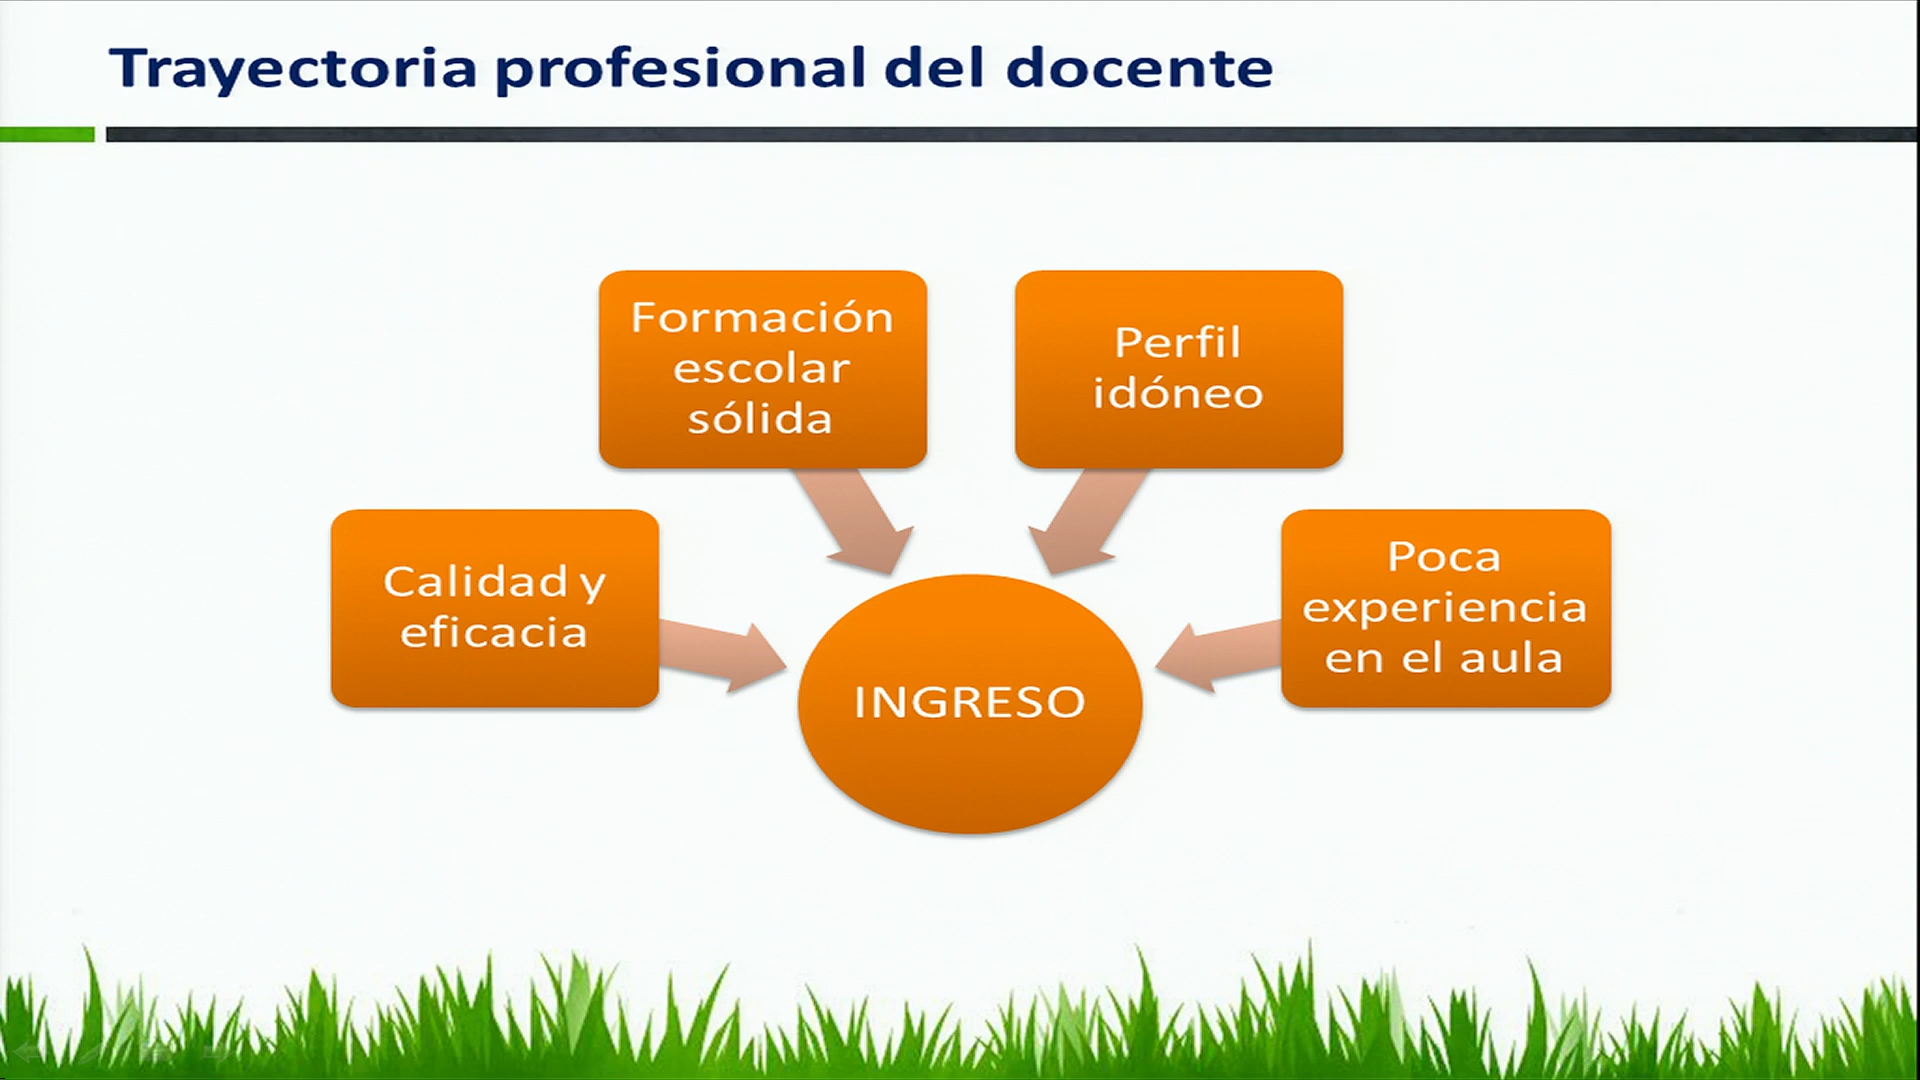 Trayectoria profesional del docente
Formación
escolar
sólida
Perfil
idóneo
Calidad y
eficacia
Poca
experiencia
en el aula
INGRESO